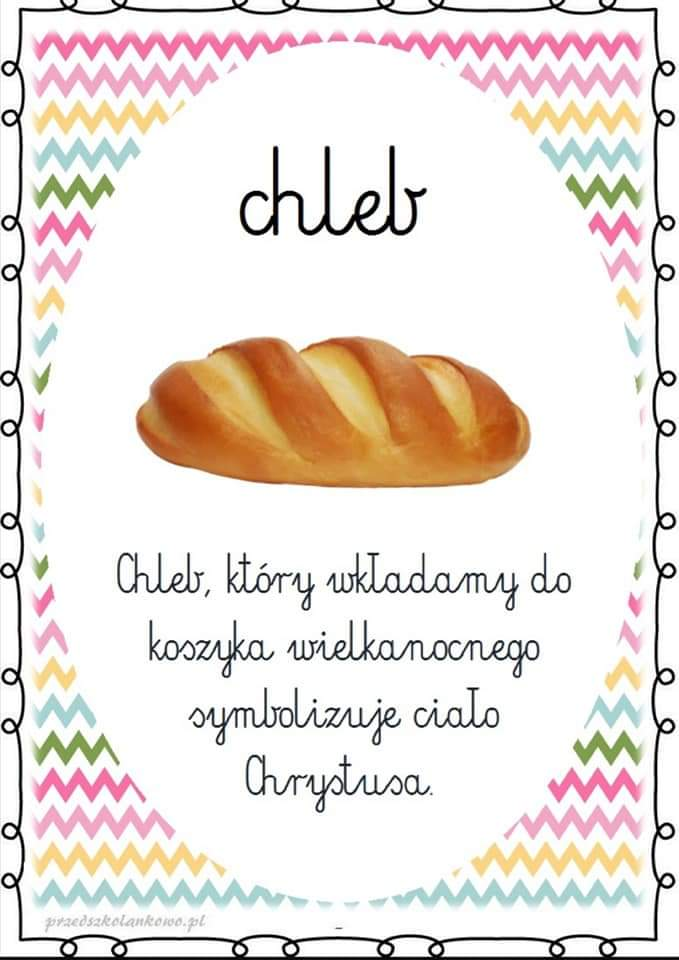 chleb
Chleb, który wkładamy do
koszyka wielkanocnego
symbolizuje ciało
Chrystusa.
przedszkolankowo.pl